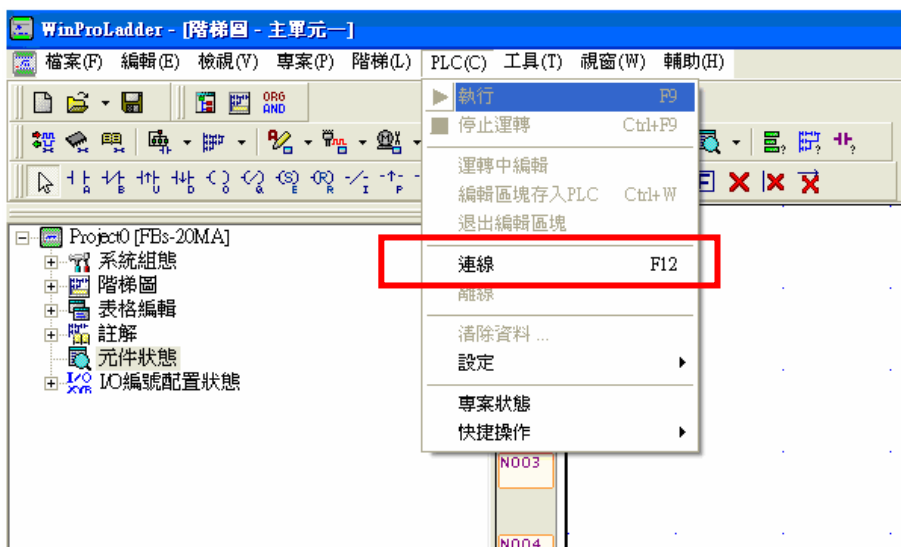 WinProLadder - [階梯圖 - 主單元一]
檔案(F) 編輯(E) 檢視(V) 專案(P) 階梯(L) PLC(C) 工具(T) 視窗(W) 輔助(H)
ORG
AND
執行 F9
停止運轉 Ctrl+F9
運轉中編輯
編輯區塊存入PLC Ctrl+W
退出編輯區塊
連線 F12
離線
清除資料 ...
設定
專案狀態
快捷操作
Project0 [FBs-20MA]
系統組態
階梯圖
表格編輯
註解
元件狀態
I/O編號配置狀態
N003
N004